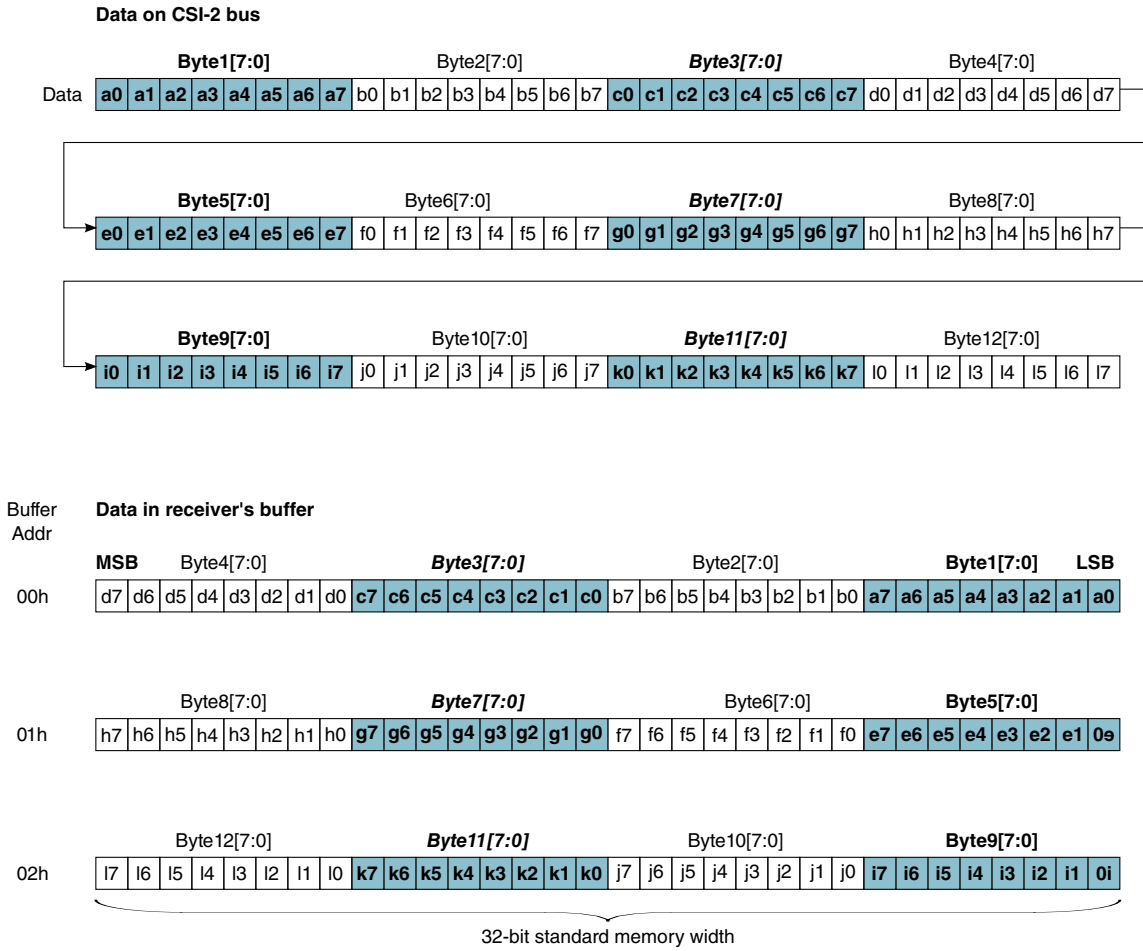 Data on CSI-2 bus
Byte1[7:0] Byte2[7:0] Byte3[7:0] Byte4[7:0]
Data a0 a1 a2 a3 a4 a5 a6 a7 b0 b1 b2 b3 b4 b5 b6 b7 c0 c1 c2 c3 c4 c5 c6 c7 d0 d1 d2 d3 d4 d5 d6 d7
Byte5[7:0] Byte6[7:0] Byte7[7:0] Byte8[7:0]
e0 e1 e2 e3 e4 e5 e6 e7 f0 f1 f2 f3 f4 f5 f6 f7 g0 g1 g2 g3 g4 g5 g6 g7 h0 h1 h2 h3 h4 h5 h6 h7
Byte9[7:0] Byte10[7:0] Byte11[7:0] Byte12[7:0]
i0 i1 i2 i3 i4 i5 i6 i7 j0 j1 j2 j3 j4 j5 j6 j7 k0 k1 k2 k3 k4 k5 k6 k7 l0 l1 l2 l3 l4 l5 l6 l7
Buffer Addr
Data in receiver's buffer
MSB Byte4[7:0] Byte3[7:0] Byte2[7:0] Byte1[7:0] LSB
00h d7 d6 d5 d4 d3 d2 d1 d0 c7 c6 c5 c4 c3 c2 c1 c0 b7 b6 b5 b4 b3 b2 b1 b0 a7 a6 a5 a4 a3 a2 a1 a0
Byte8[7:0] Byte7[7:0] Byte6[7:0] Byte5[7:0]
01h h7 h6 h5 h4 h3 h2 h1 h0 g7 g6 g5 g4 g3 g2 g1 g0 f7 f6 f5 f4 f3 f2 f1 f0 e7 e6 e5 e4 e3 e2 e1 0e
Byte12[7:0] Byte11[7:0] Byte10[7:0] Byte9[7:0]
02h l7 l6 l5 l4 l3 l2 l1 l0 k7 k6 k5 k4 k3 k2 k1 k0 j7 j6 j5 j4 j3 j2 j1 j0 i7 i6 i5 i4 i3 i2 i1 0i
32-bit standard memory width